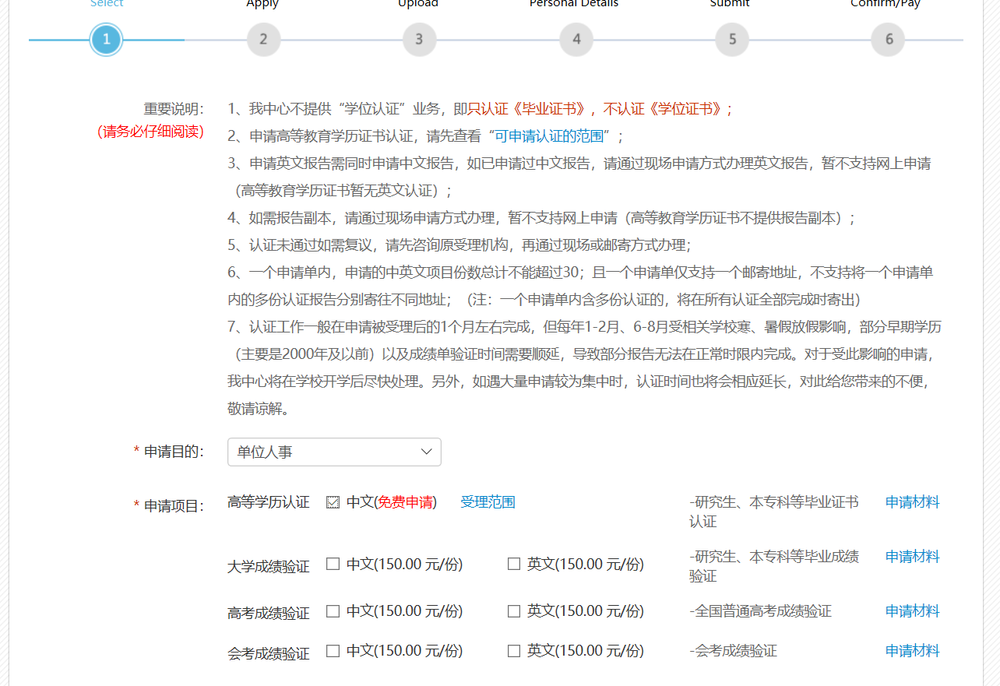 Select Apply Upload Personal Details Submit Confirm/Pay
1 2 3 4 5 6
重要说明：
(请务必仔细阅读)
1、我中心不提供“学位认证”业务，即只认证《毕业证书》，不认证《学位证书》；
2、申请高等教育学历证书认证，请先查看“可申请认证的范围”；
3、申请英文报告需同时申请中文报告，如已申请过中文报告，请通过现场申请方式办理英文报告，暂不支持网上申请
（高等教育学历证书暂无英文认证）；
4、如需报告副本，请通过现场申请方式办理，暂不支持网上申请（高等教育学历证书不提供报告副本）；
5、认证未通过如需复议，请先咨询原受理机构，再通过现场或邮寄方式办理；
6、一个申请单内，申请的中英文项目份数总计不能超过30；且一个申请单仅支持一个邮寄地址，不支持将一个申请单
内的多份认证报告分别寄往不同地址；（注：一个申请单内含多份认证的，将在所有认证全部完成时寄出）
7、认证工作一般在申请被受理后的1个月左右完成，但每年1-2月、6-8月受相关学校寒、暑假放假影响，部分早期学历
（主要是2000年及以前）以及成绩单验证时间需要顺延，导致部分报告无法在正常时限内完成。对于受此影响的申请，
我中心将在学校开学后尽快处理。另外，如遇大量申请较为集中时，认证时间也将会相应延长，对此给您带来的不便，
敬请谅解。
* 申请目的： 单位人事
* 申请项目： 高等学历认证 中文(免费申请) 受理范围 -研究生、本专科等毕业证书 申请材料
认证
大学成绩验证 中文(150.00 元/份) 英文(150.00 元/份) -研究生、本专科等毕业成绩 申请材料
验证
高考成绩验证 中文(150.00 元/份) 英文(150.00 元/份) -全国普通高考成绩验证 申请材料
会考成绩验证 中文(150.00 元/份) 英文(150.00 元/份) -会考成绩验证 申请材料